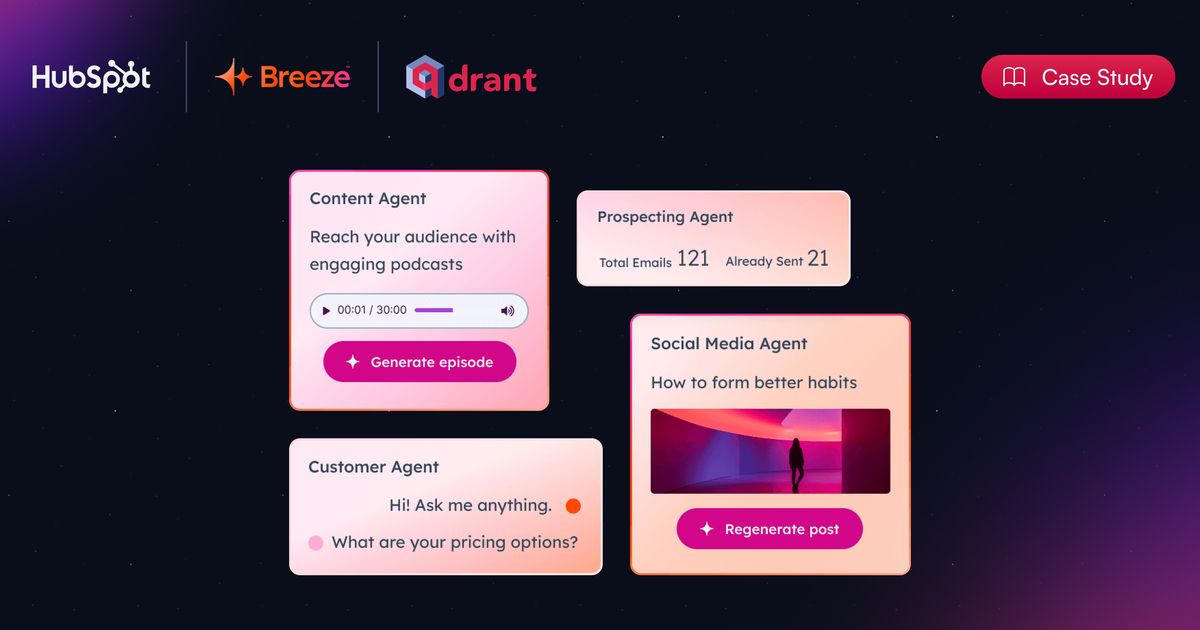 HubSpot
Breeze™
qdrant
Case Study
Content Agent
Reach your audience with
engaging podcasts
00:01 / 30:00
Generate episode
Prospecting Agent
Total Emails 121 Already Sent 21
Social Media Agent
How to form better habits
Regenerate post
Customer Agent
Hi! Ask me anything.
What are your pricing options?